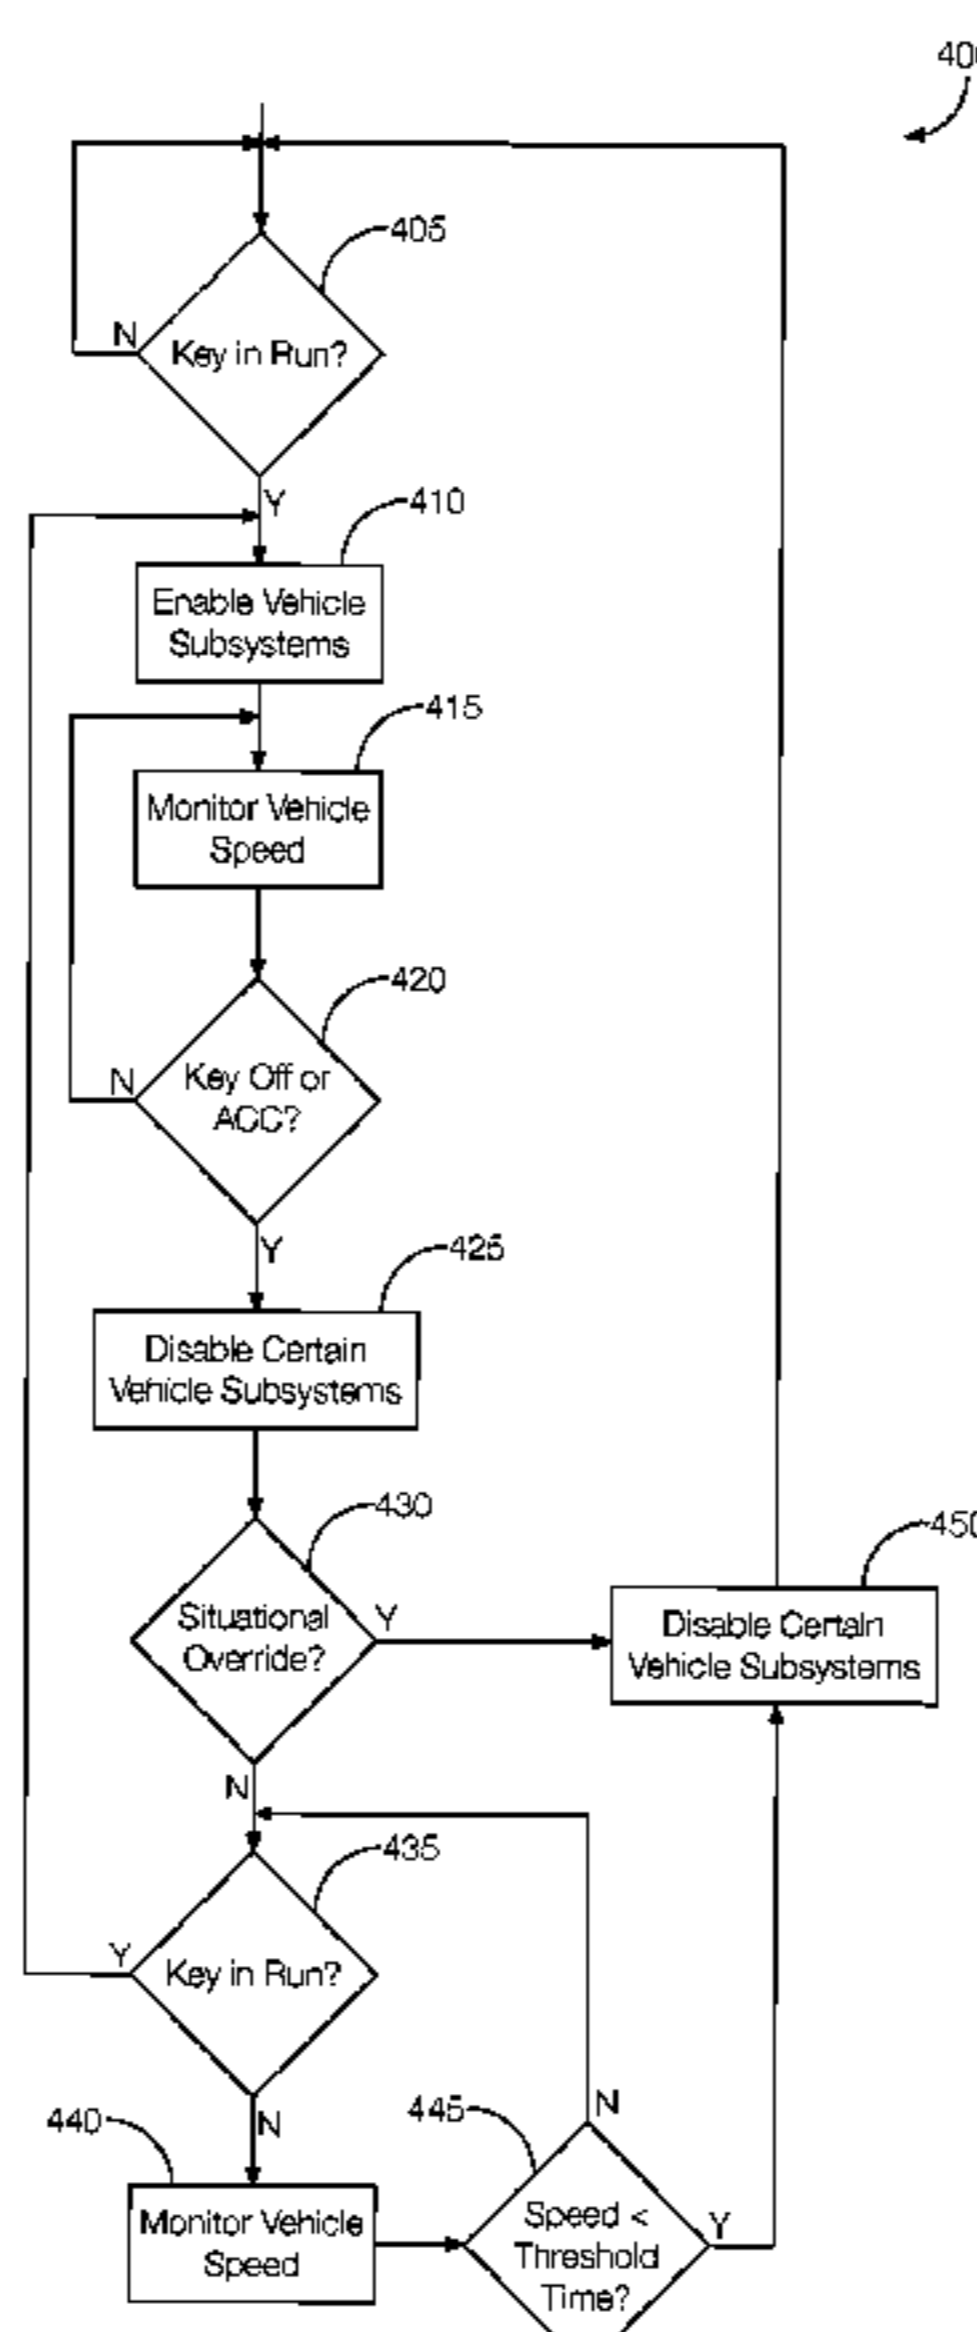 405
N
Key in Run?
Y
410
Enable Vehicle
Subsystems
415
Monitor Vehicle
Speed
420
N
Key Off or
ACC?
Y
425
Disable Certain
Vehicle Subsystems
430
Situational
Override?
Y
450
Disable Certain
Vehicle Subsystems
N
435
Y
Key in Run?
N
440
Monitor Vehicle
Speed
445
N
Speed <
Threshold
Time?
Y